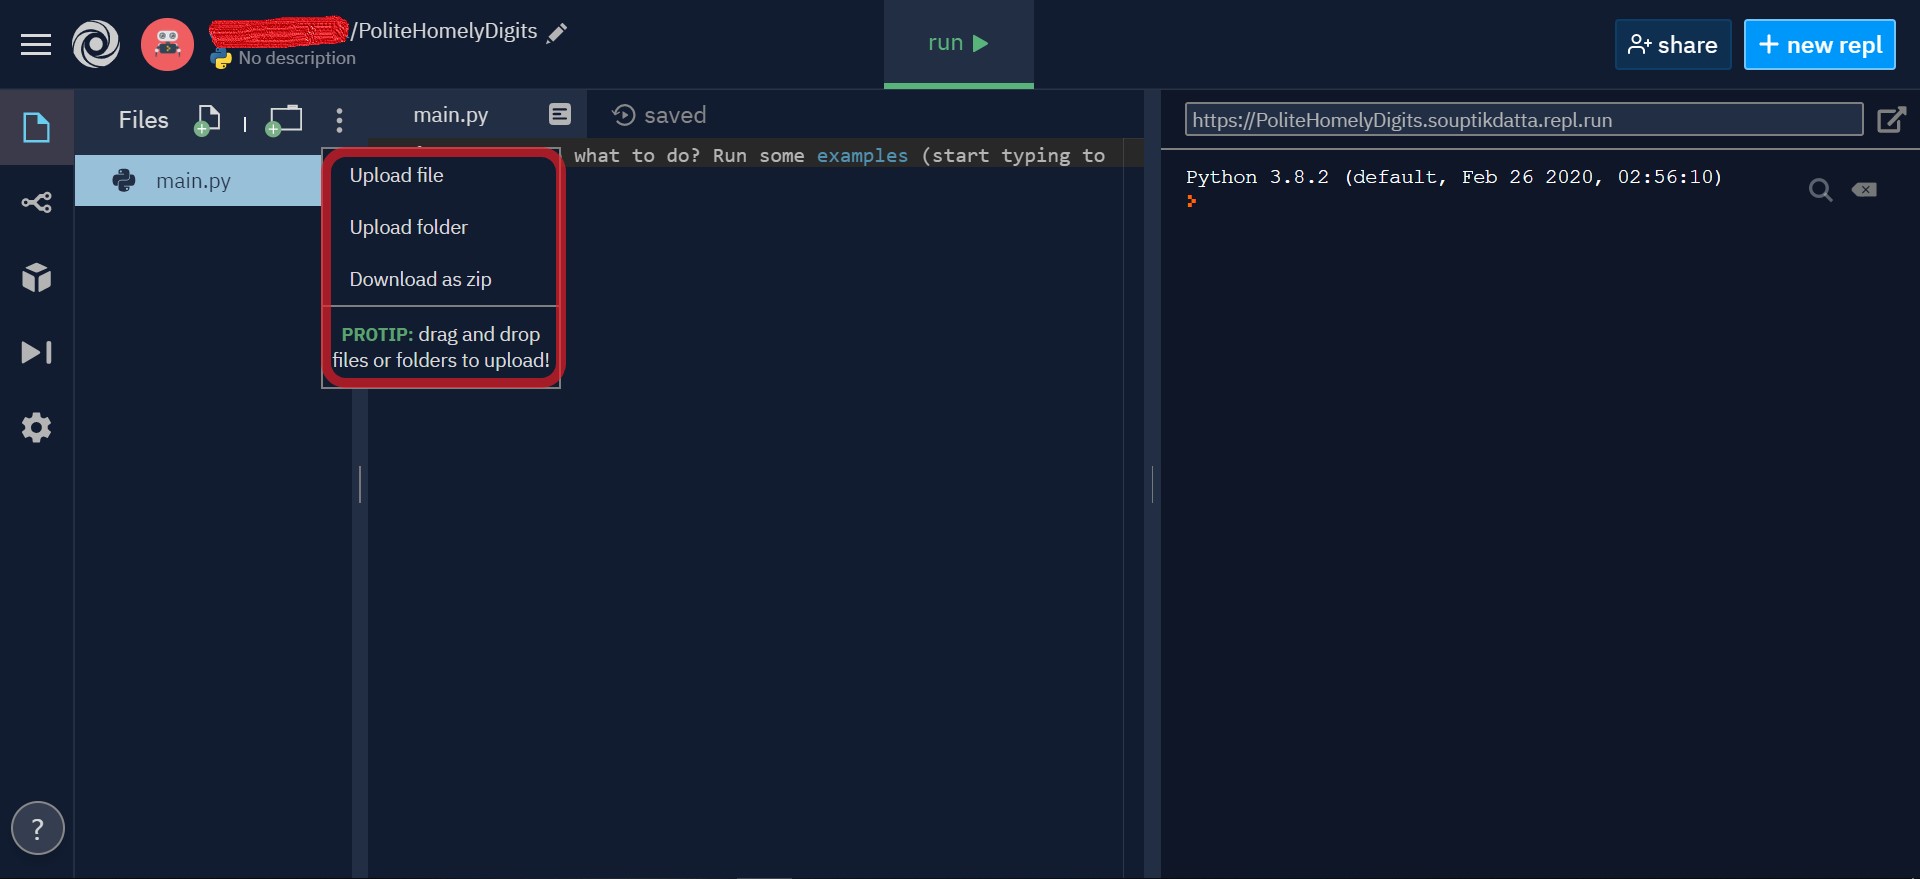 /PoliteHomelyDigits
No description
run
share
+ new repl
Files
main.py
saved
https://PoliteHomelyDigits.souptikdatta.repl.run
main.py
what to do? Run some examples (start typing to
Python 3.8.2 (default, Feb 26 2020, 02:56:10)
Upload file
Upload folder
Download as zip
PROTIP: drag and drop
files or folders to upload!
?